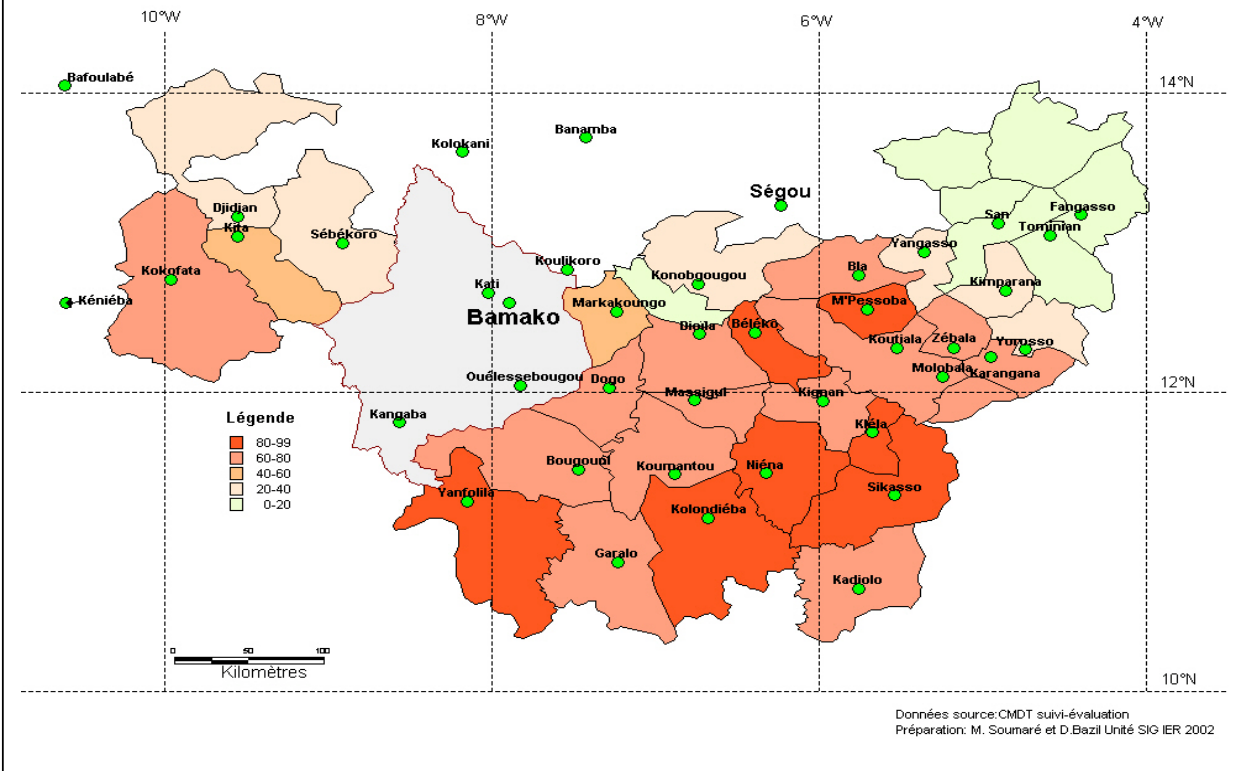 10°W
8°W
6°W
4°W
Bafoulabé
14°N
Banamba
Kolokani
Ségou
Djidian
San
Fangasso
Kita
Sébékoro
Tominian
Yangasso
Koulikoro
Kokofata
Konobgougou
Bla
Kati
Kimparana
Kéniéba
Markakoungo
M'Pessoba
Bamako
Dioïla
Béléko
Koutiala
Zébala
Yorosso
Ouélessebougou
Dogo
Molobala
Karangana
12°N
Massigui
Kignan
Kangaba
Légende
Kléla
80-99
60-80
40-60
20-40
0-20
Bougouni
Koumantou
Niéna
Yanfolila
Sikasso
Kolondiéba
Garalo
Kadiolo
0 50 100
Kilomètres
10°N
Données source:CMDT suivi-évaluation
Préparation: M. Soumaré et D.Bazil Unité SIG IER 2002